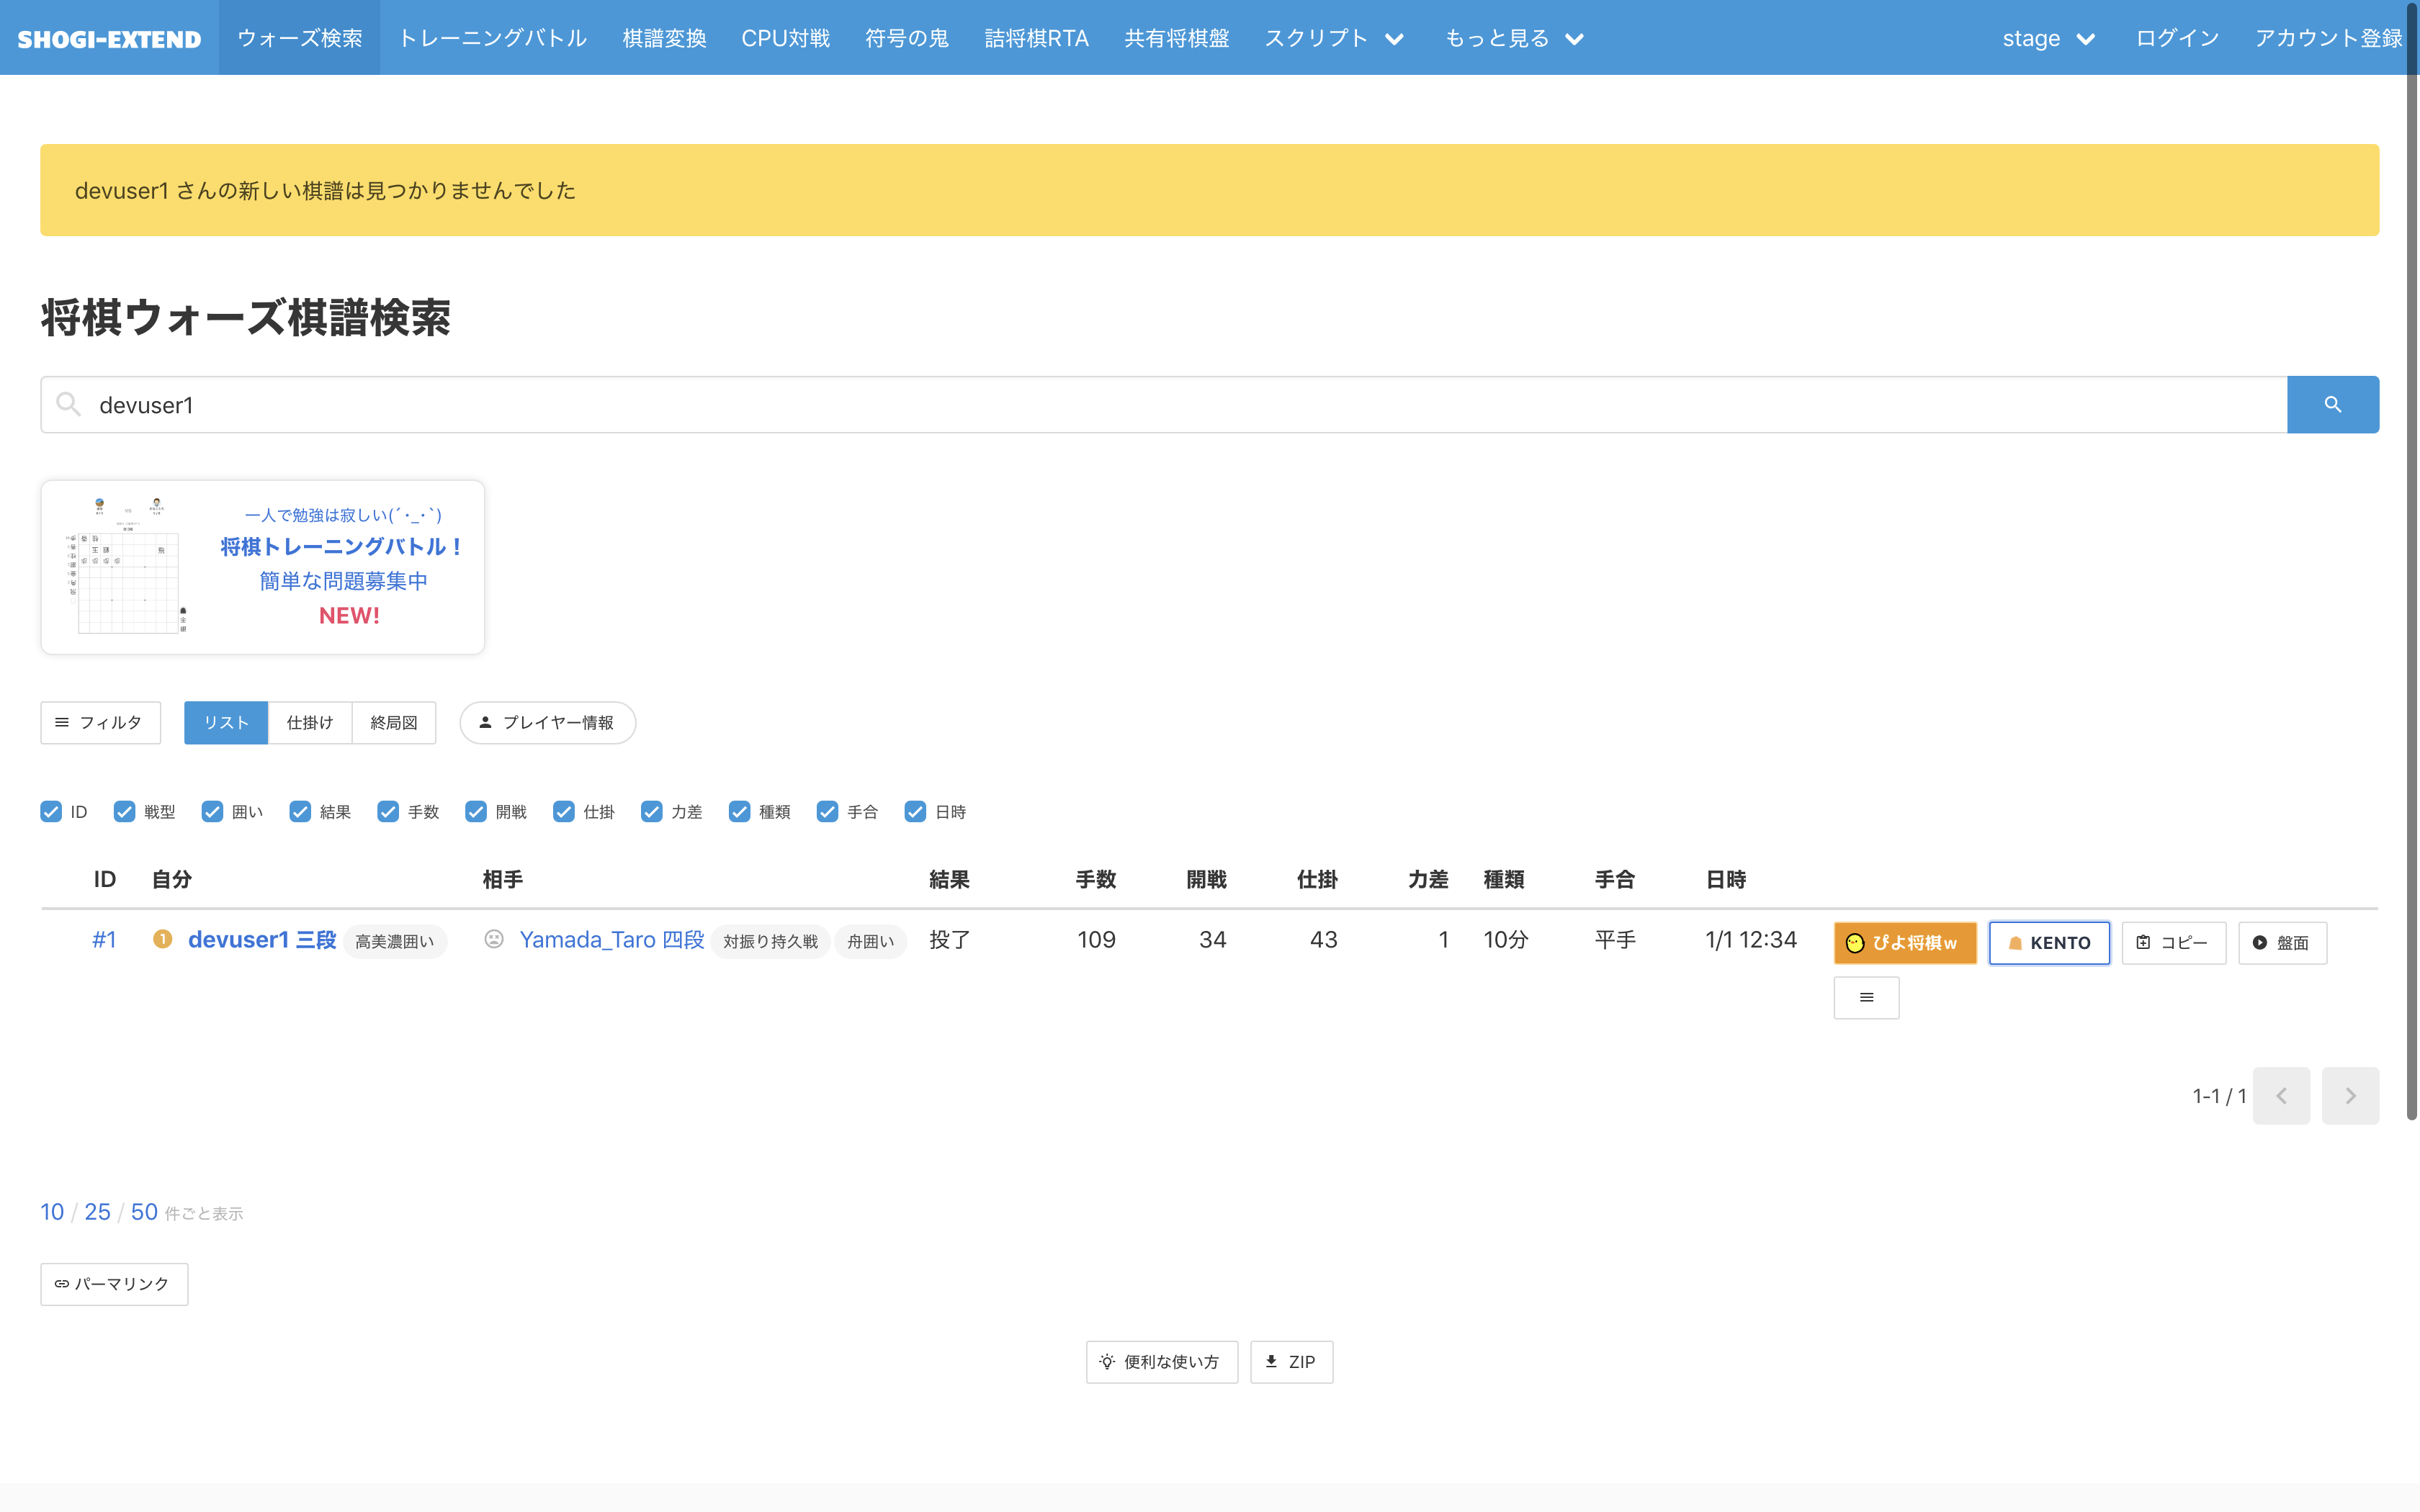 SHOGI-EXTEND ウォーズ検索 トレーニングバトル 棋譜変換 CPU対戦 符号の鬼 詰将棋RTA 共有将棋盤 スクリプト もっと見る stage ログイン アカウント登録
devuser1 さんの新しい棋譜は見つかりませんでした
将棋ウォーズ棋譜検索
devuser1
一人で勉強は寂しい(´･_･`)
将棋トレーニングバトル！
簡単な問題募集中
NEW!
フィルタ リスト 仕掛け 終局図 プレイヤー情報
ID 戦型 囲い 結果 手数 開戦 仕掛 力差 種類 手合 日時
ID 自分 相手 結果 手数 開戦 仕掛 力差 種類 手合 日時
#1 1 devuser1 三段 高美濃囲い Yamada_Taro 四段 対振り持久戦 舟囲い 投了 109 34 43 1 10分 平手 1/1 12:34 ぴよ将棋w KENTO コピー 盤面
1-1 / 1
10 / 25 / 50 件ごと表示
パーマリンク
便利な使い方 ZIP